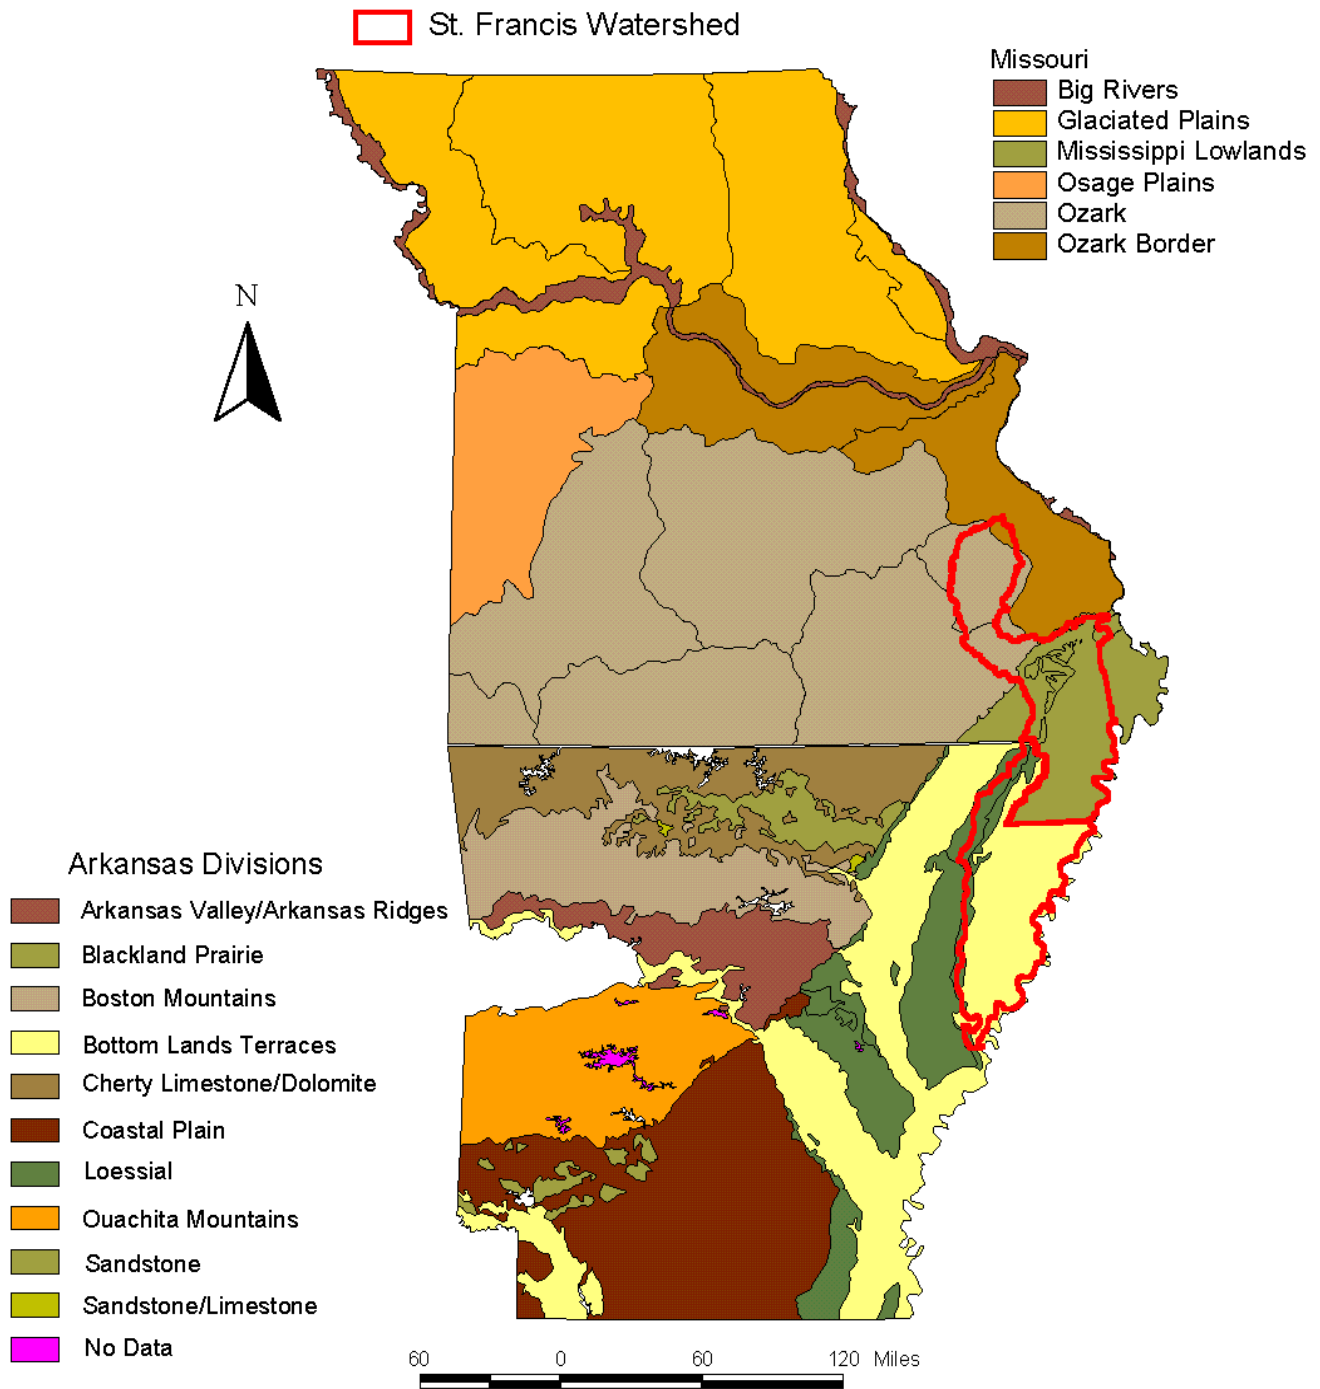 St. Francis Watershed
Missouri
Big Rivers
Glaciated Plains
Mississippi Lowlands
Osage Plains
Ozark
Ozark Border
N
Arkansas Divisions
Arkansas Valley/Arkansas Ridges
Blackland Prairie
Boston Mountains
Bottom Lands Terraces
Cherty Limestone/Dolomite
Coastal Plain
Loessial
Ouachita Mountains
Sandstone
Sandstone/Limestone
No Data
60 0 60 120 Miles